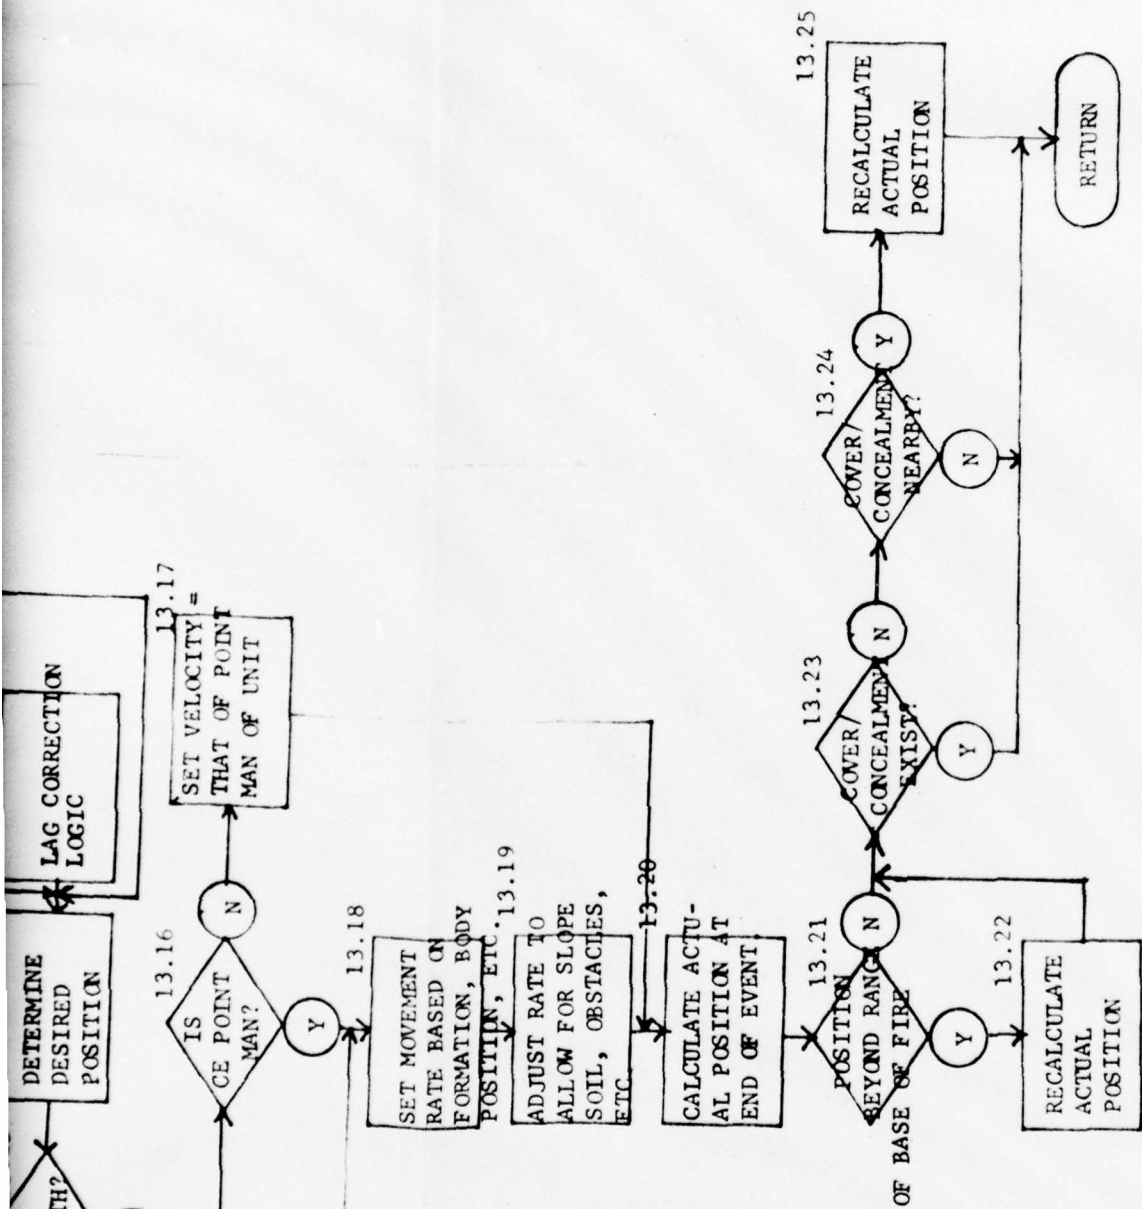 TH?
DETERMINE
DESIRED
POSITION
LAG CORRECTION
LOGIC
13.16
IS
CE POINT
MAN?
N
Y
13.17
SET VELOCITY =
THAT OF POINT
MAN OF UNIT
13.18
SET MOVEMENT
RATE BASED ON
FORMATION, BODY
POSITION, ETC.
13.19
ADJUST RATE TO
ALLOW FOR SLOPE
SOIL, OBSTACLES,
ETC.
13.20
CALCULATE ACTU-
AL POSITION AT
END OF EVENT
13.21
POSITION
BEYOND RANGE
OF BASE OF FIRE
N
Y
13.22
RECALCULATE
ACTUAL
POSITION
13.23
COVER/
CONCEALMENT
EXIST?
N
Y
13.24
COVER/
CONCEALMENT
NEARBY?
Y
N
13.25
RECALCULATE
ACTUAL
POSITION
RETURN